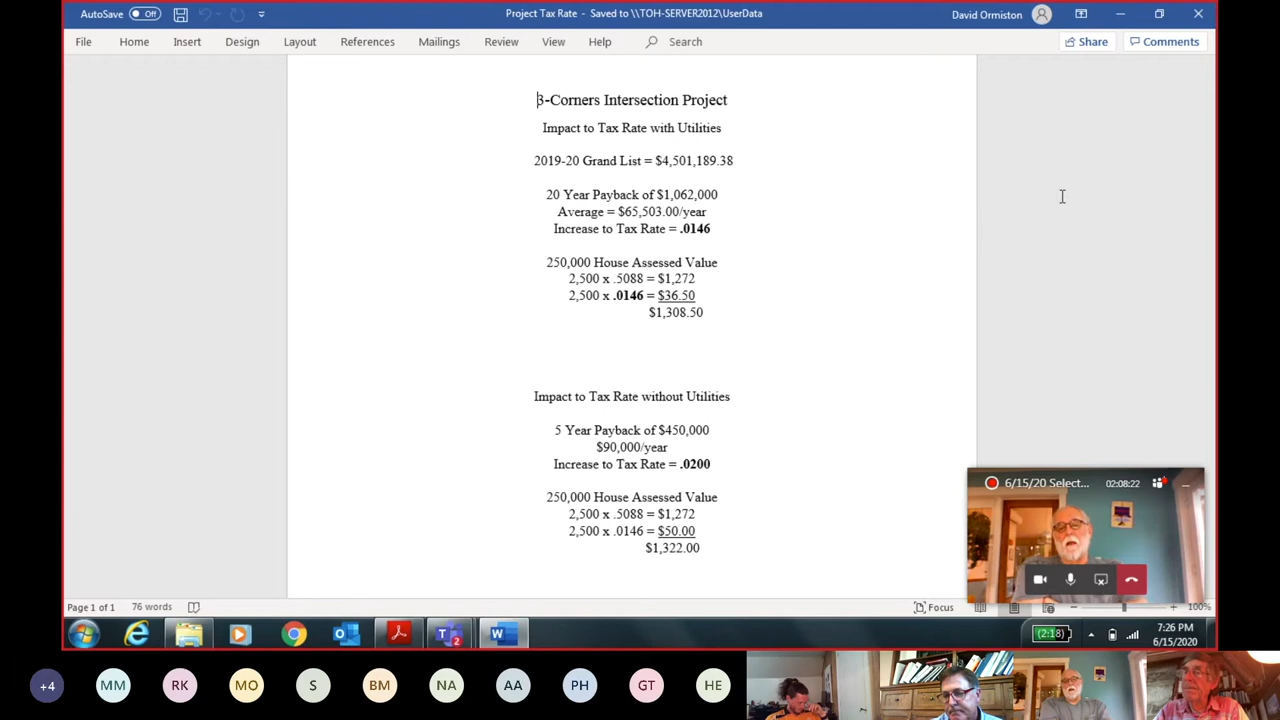 AutoSave Off
Project Tax Rate - Saved to \\TOH-SERVER2012\UserData
David Ormiston
File Home Insert Design Layout References Mailings Review View Help Search
Share Comments
3-Corners Intersection Project
Impact to Tax Rate with Utilities
2019-20 Grand List = $4,501,189.38
20 Year Payback of $1,062,000
Average = $65,503.00/year
Increase to Tax Rate = .0146
250,000 House Assessed Value
2,500 x .5088 = $1,272
2,500 x .0146 = $36.50
$1,308.50
Impact to Tax Rate without Utilities
5 Year Payback of $450,000
$90,000/year
Increase to Tax Rate = .0200
250,000 House Assessed Value
2,500 x .5088 = $1,272
2,500 x .0146 = $50.00
$1,322.00
6/15/20 Select... 02:08:22
Page 1 of 1 76 words
Focus
100%
(2:18)
7:26 PM
6/15/2020
+4 MM RK MO S BM NA AA PH GT HE